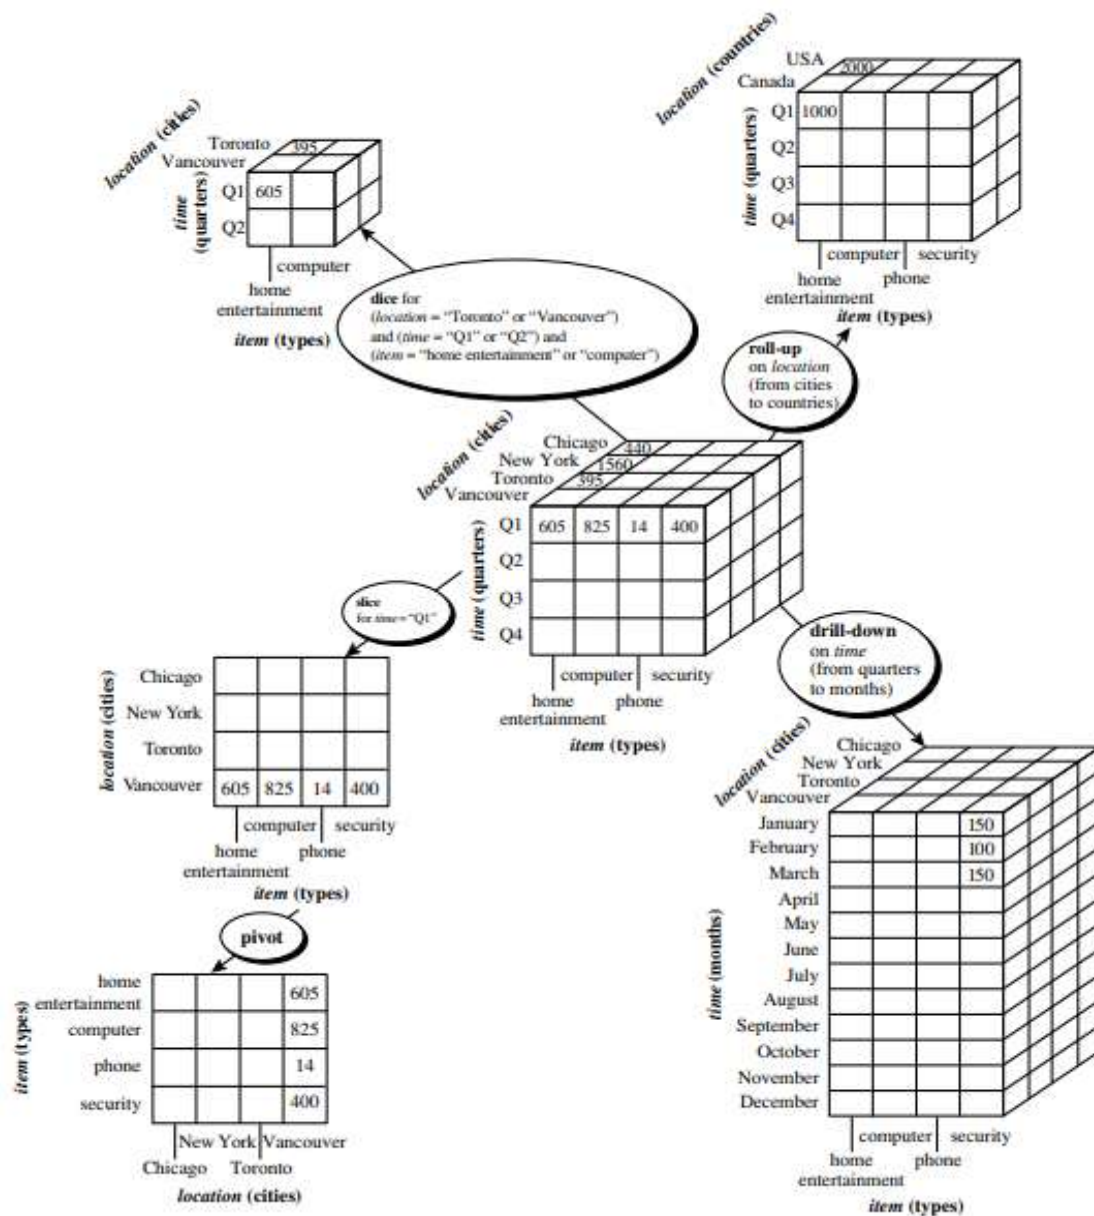 location (countries)
USA
Canada
2000
time (quarters)
Q1 1000
Q2
Q3
Q4
computer security
home phone
entertainment
item (types)
location (cities)
Toronto 395
Vancouver
time
(quarters)
Q1 605
Q2
computer
home
entertainment
item (types)
dice for
(location = “Toronto” or “Vancouver”)
and (time = “Q1” or “Q2”) and
(item = “home entertainment” or “computer”)
roll-up
on location
(from cities
to countries)
location (cities)
Chicago 440
New York 1560
Toronto 395
Vancouver
time (quarters)
Q1 605 825 14 400
Q2
Q3
Q4
computer security
home phone
entertainment
item (types)
slice
for time = “Q1”
drill-down
on time
(from quarters
to months)
location (cities)
Chicago
New York
Toronto
Vancouver 605 825 14 400
computer security
home phone
entertainment
item (types)
pivot
item (types)
home
entertainment 605
computer 825
phone 14
security 400
New York Vancouver
Chicago Toronto
location (cities)
location (cities)
Chicago
New York
Toronto
Vancouver
time (months)
January 150
February 100
March 150
April
May
June
July
August
September
October
November
December
computer security
home phone
entertainment
item (types)